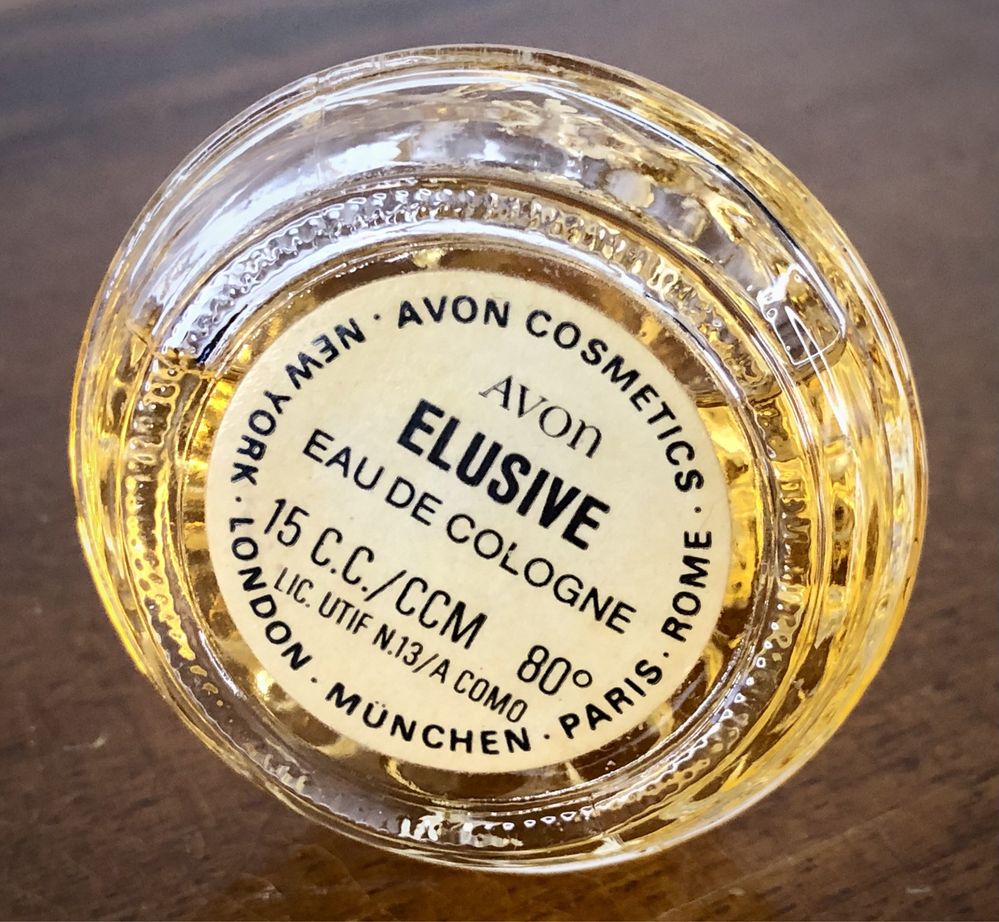 AVON COSMETICS · ROME · PARIS · MÜNCHEN · LONDON · NEW YORK ·
AVON
ELUSIVE
EAU DE COLOGNE
15 C.C./CCM 80°
LIC. UTIF N.13/A COMO